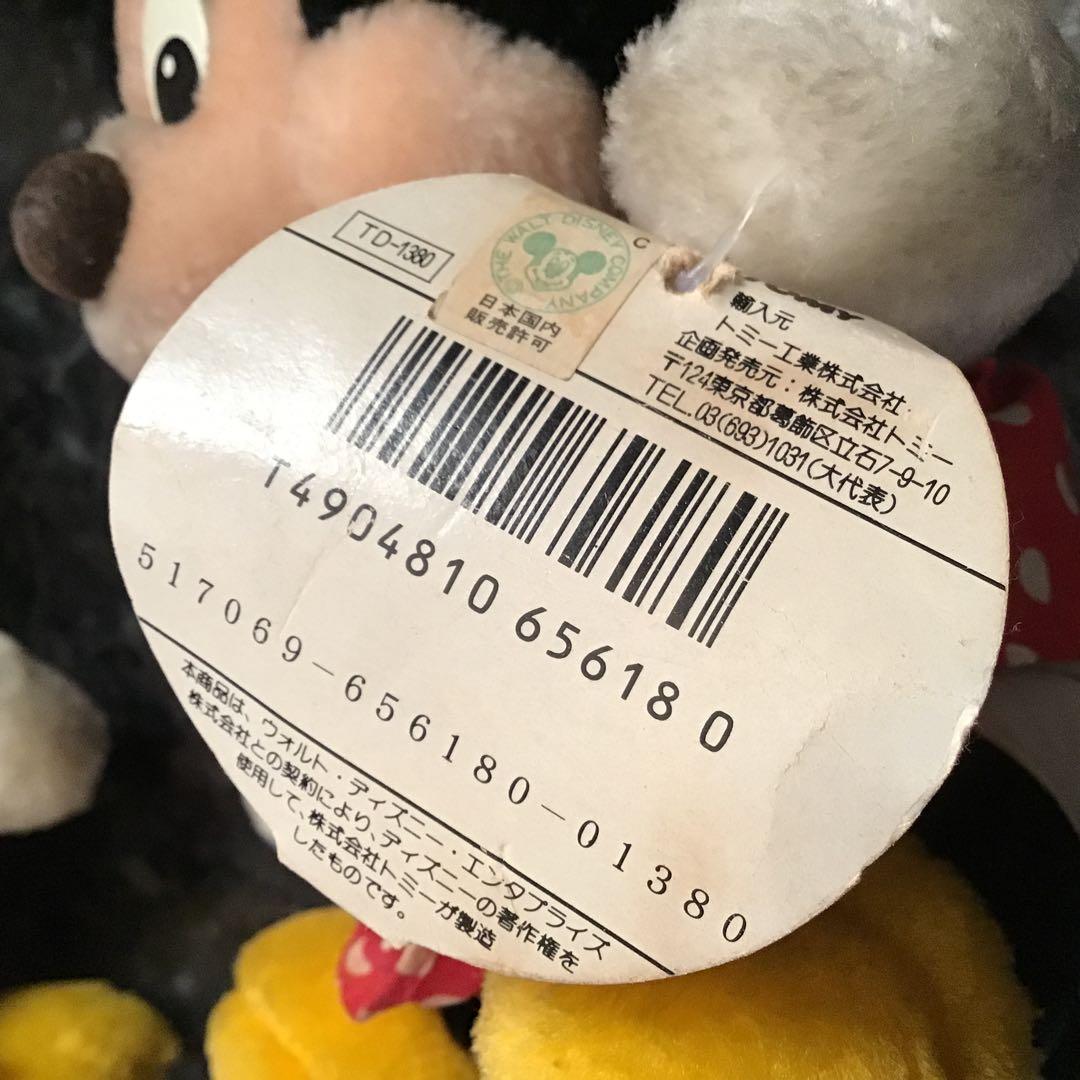 TD-1380
©THE WALT DISNEY COMPANY
日本国内
販売許可
C
輸入元
トミー工業株式会社
企画発売元：株式会社トミー
〒124東京都葛飾区立石7-9-10
TEL.03(693)1031(大代表)
T4904810 656180
517069-656180-01380
本商品は、ウォルト・ディズニー・エンタプライズ
株式会社との契約により、ディズニーの著作権を
使用して、株式会社トミーが製造
したものです。